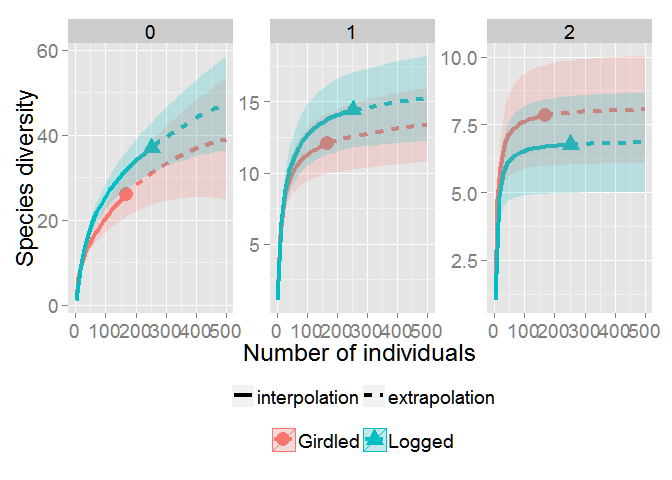 0 1 2
60
40
20
0
15
10
5
10.0
7.5
5.0
2.5
Species diversity
0 100 200 300 400 500 0 100 200 300 400 500 0 100 200 300 400 500
Number of individuals
interpolation extrapolation
Girdled Logged